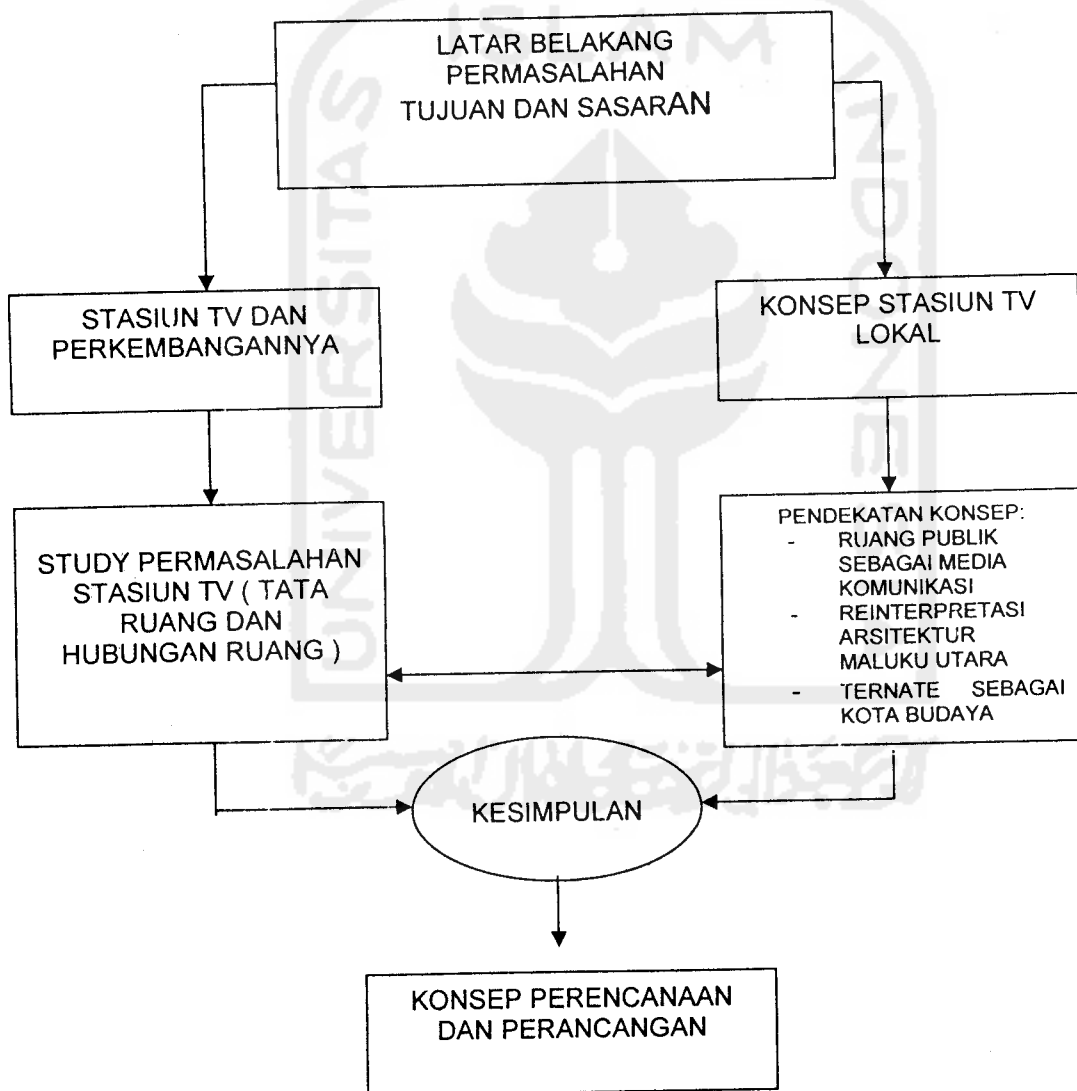 LATAR BELAKANG
PERMASALAHAN
TUJUAN DAN SASARAN
STASIUN TV DAN
PERKEMBANGANNYA
KONSEP STASIUN TV
LOKAL
STUDY PERMASALAHAN
STASIUN TV ( TATA
RUANG DAN
HUBUNGAN RUANG )
PENDEKATAN KONSEP:
- RUANG PUBLIK
SEBAGAI MEDIA
KOMUNIKASI
- REINTERPRETASI
ARSITEKTUR
MALUKU UTARA
- TERNATE SEBAGAI
KOTA BUDAYA
KESIMPULAN
KONSEP PERENCANAAN
DAN PERANCANGAN
UNIVERSITAS
ISLAM